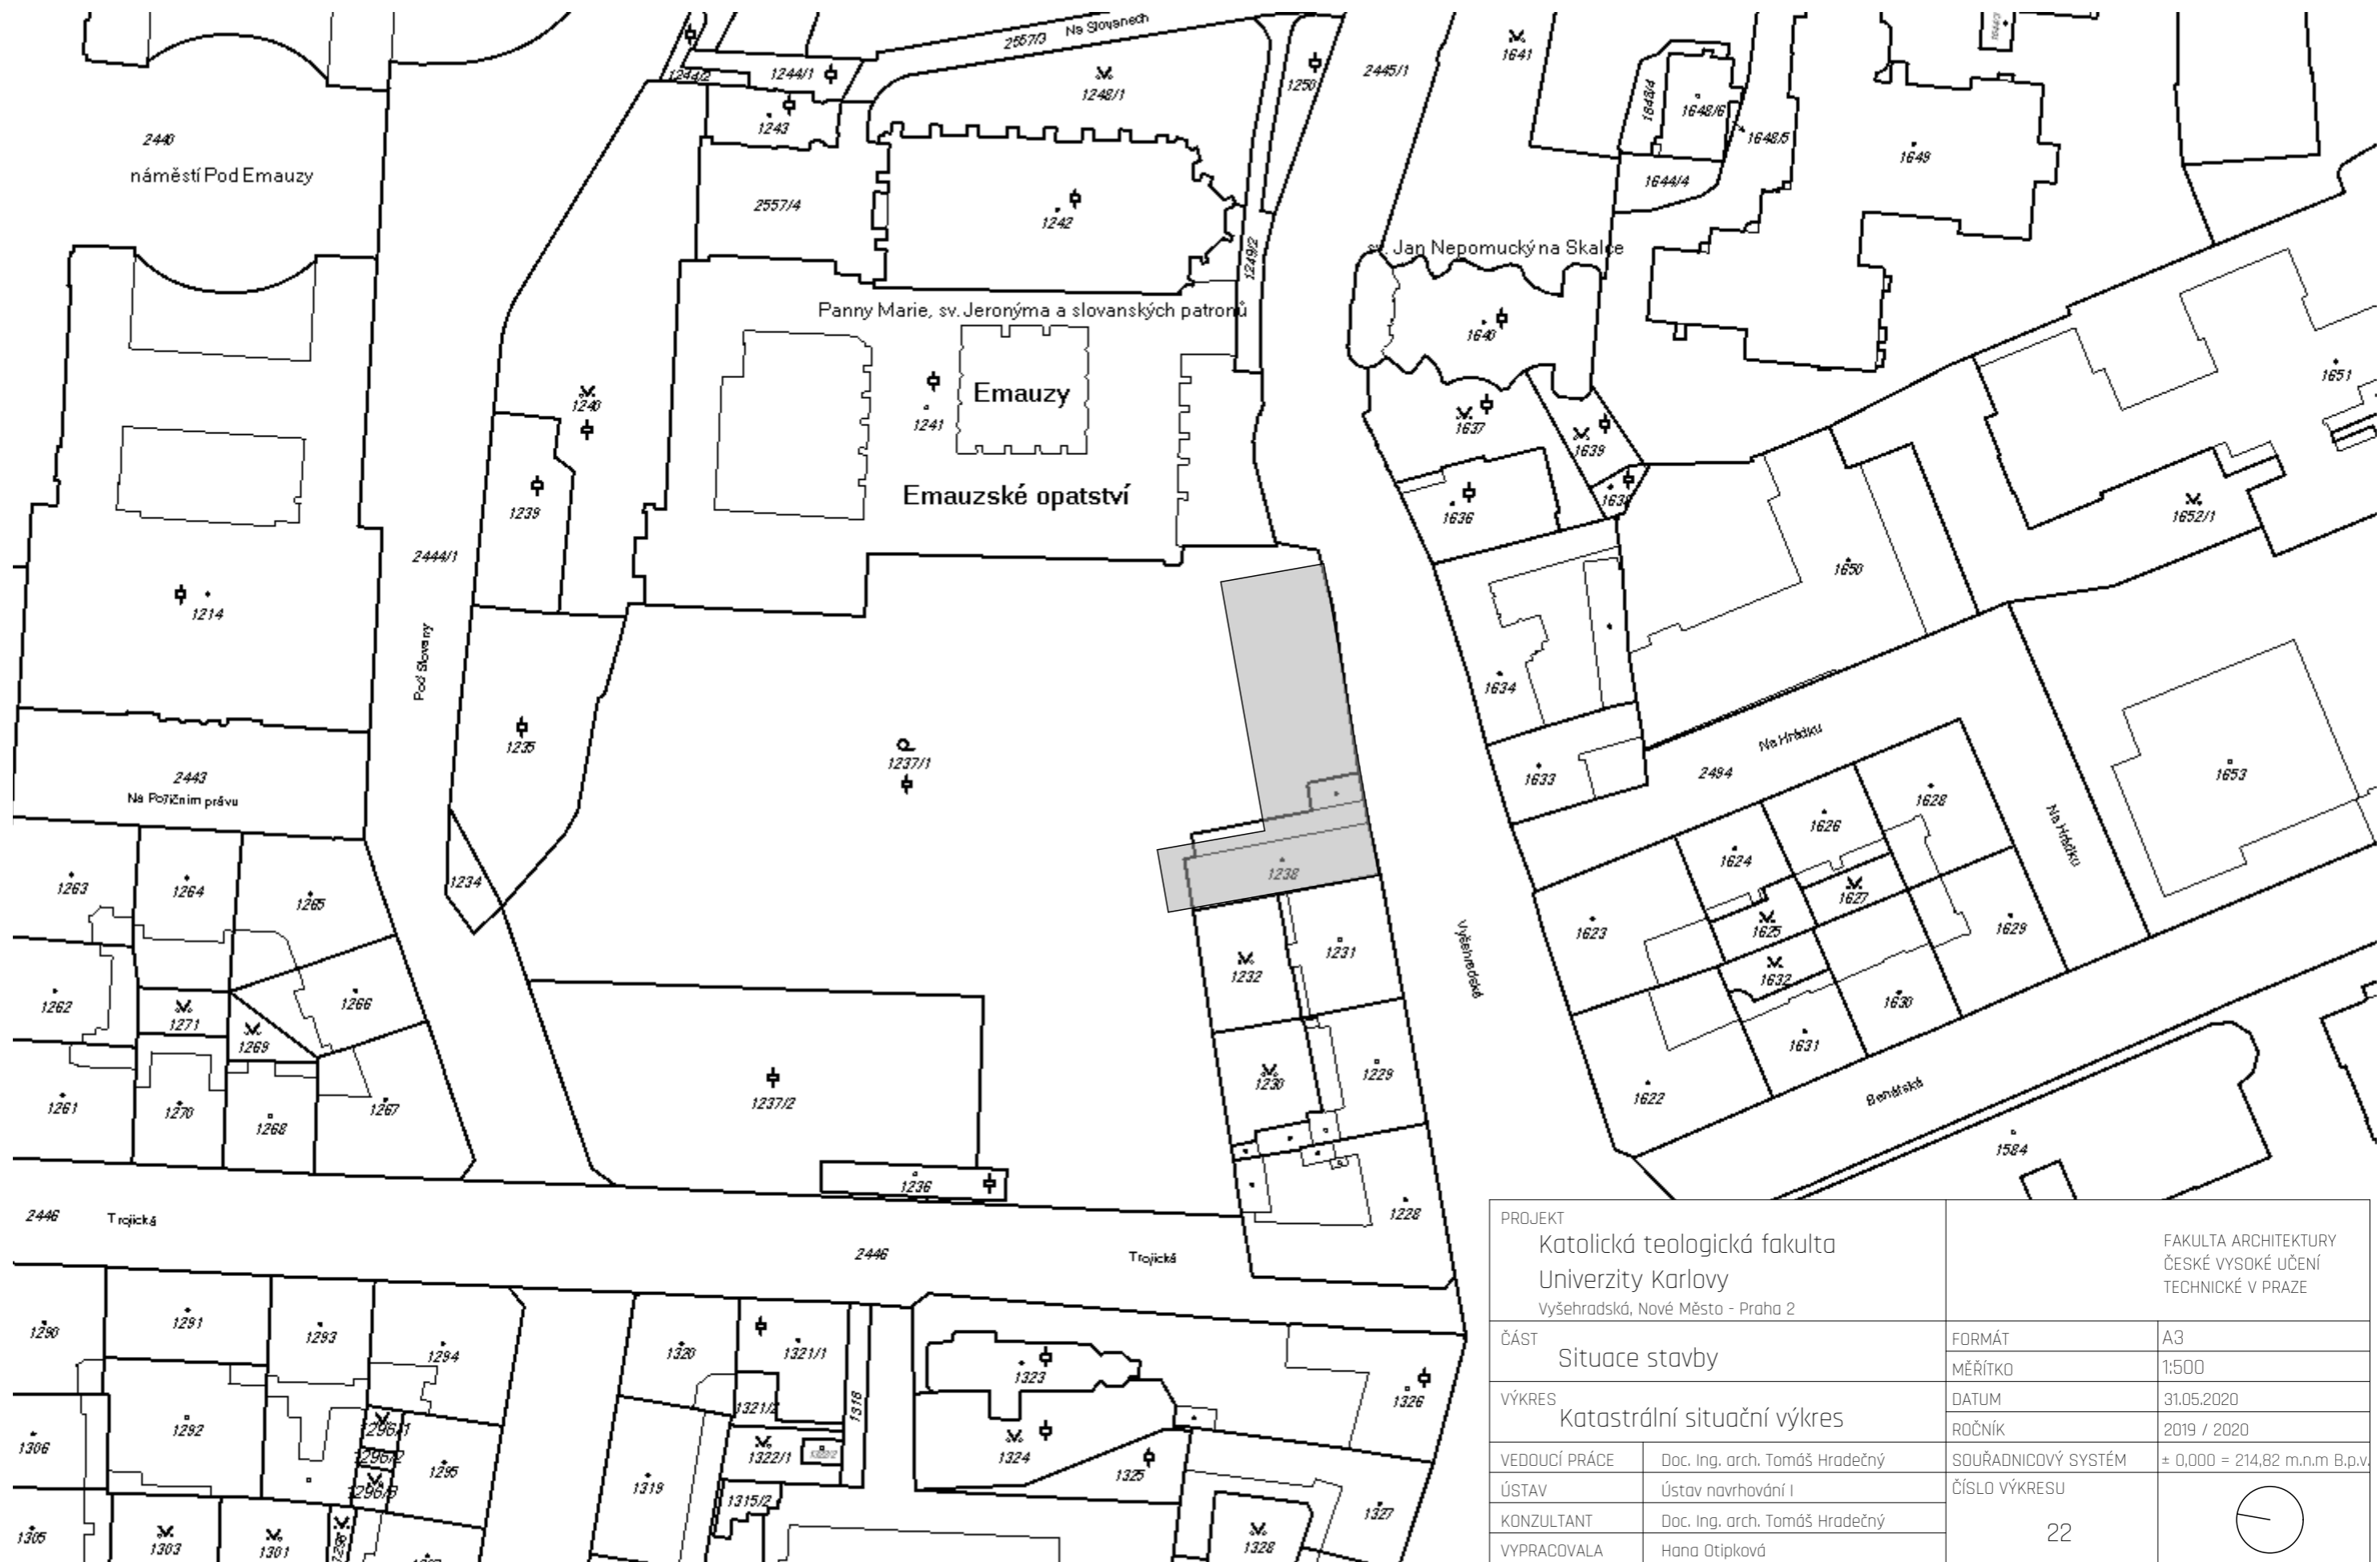 2557/3 Na Slovanech
1641
2445/1
1244/2
1244/1
1248/1
1250
1243
1648/4
1648/6
1648/5
1649
2440
náměstí Pod Emauzy
1644/4
2557/4
1242
1249/2
sv. Jan Nepomucký na Skalce
Panny Marie, sv. Jeronýma a slovanských patronů
1640
1651
Emauzy
1240
1241
1637
1639
Emauzské opatství
1239
1636
1652/1
2444/1
1650
1214
Pod Slovany
1634
1235
1237/1
Na Hrádku
2494
1633
2443
Na Poříčním právu
1653
1628
1626
Na Hrádku
1624
1263
1264
1234
1238
1265
1627
1623
1625
1629
1231
1232
Vyšehradská
1262
1266
1632
1630
1271
1269
1631
1230
1229
1261
1270
1268
1267
1237/2
1622
Benátská
1584
1236
1228
2446
Trojická
2446
Trojická
1290
1291
1293
1294
1320
1321/1
1318
1323
1326
1321/2
1292
1296/1
1306
1296/2
1295
1322/1
1324
1325
1296/3
1319
1315/2
1327
1305
1303
1301
1328
PROJEKT
Katolická teologická fakulta
Univerzity Karlovy
Vyšehradská, Nové Město - Praha 2
FAKULTA ARCHITEKTURY
ČESKÉ VYSOKÉ UČENÍ
TECHNICKÉ V PRAZE
ČÁST
Situace stavby
FORMÁT A3
MĚŘÍTKO 1:500
VÝKRES
Katastrální situační výkres
DATUM 31.05.2020
ROČNÍK 2019 / 2020
VEDOUCÍ PRÁCE Doc. Ing. arch. Tomáš Hradečný
SOUŘADNICOVÝ SYSTÉM ± 0,000 = 214,82 m.n.m B.p.v.
ÚSTAV Ústav navrhování I
ČÍSLO VÝKRESU
22
KONZULTANT Doc. Ing. arch. Tomáš Hradečný
VYPRACOVALA Hana Otipková